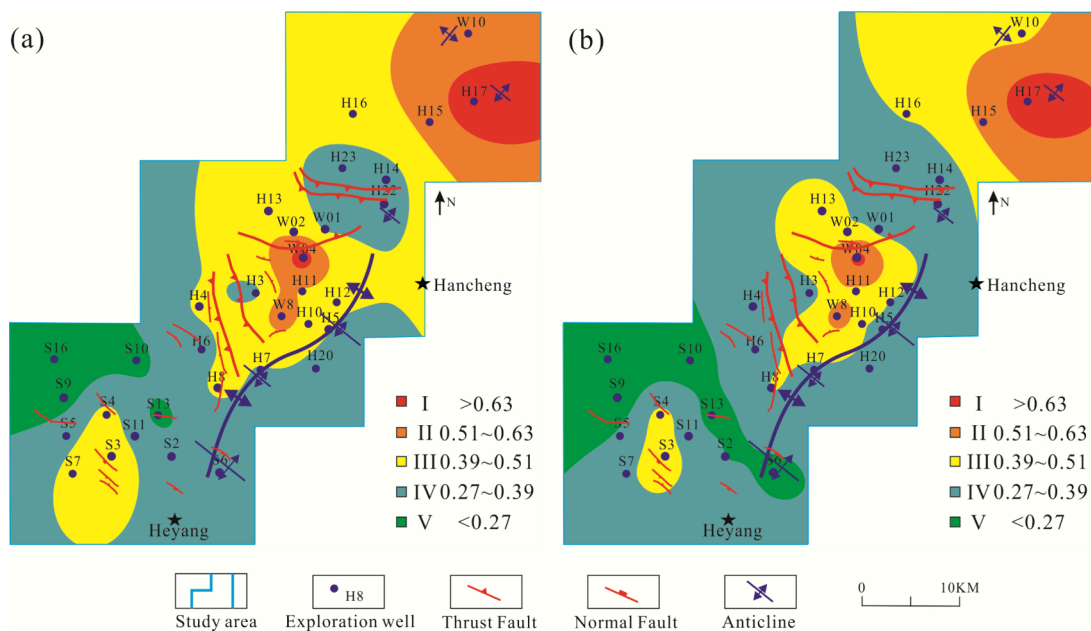 (a)
W10
H17
H16
H15
H23
H14
H22
H13
W02
W01
N
W04
H3
H11
H4
H12
W8
H10
H5
Hancheng
H6
H7
H20
S16
S10
H8
S9
S4
S13
S5
S11
S3
S2
S7
S6
Heyang
I >0.63
II 0.51~0.63
III 0.39~0.51
IV 0.27~0.39
V <0.27
(b)
W10
H17
H16
H15
H23
H14
H22
H13
W02
W01
N
W04
H3
H11
H4
H12
W8
H10
H5
Hancheng
H6
H7
H20
S16
S10
H8
S9
S4
S13
S5
S11
S3
S2
S7
S6
Heyang
I >0.63
II 0.51~0.63
III 0.39~0.51
IV 0.27~0.39
V <0.27
H8
0 10KM
Study area Exploration well Thrust Fault Normal Fault Anticline